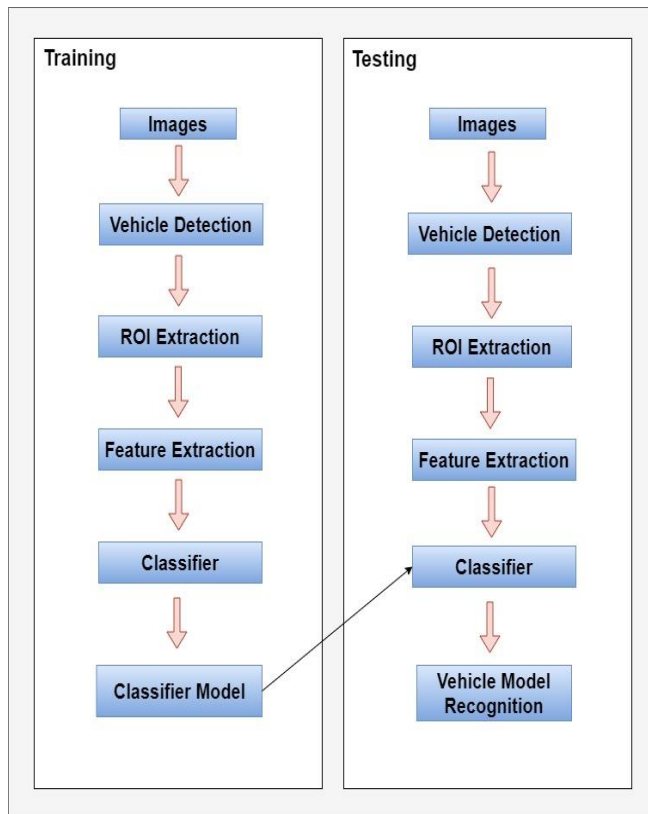 Training
Images
Vehicle Detection
ROI Extraction
Feature Extraction
Classifier
Classifier Model
Testing
Images
Vehicle Detection
ROI Extraction
Feature Extraction
Classifier
Vehicle Model
Recognition